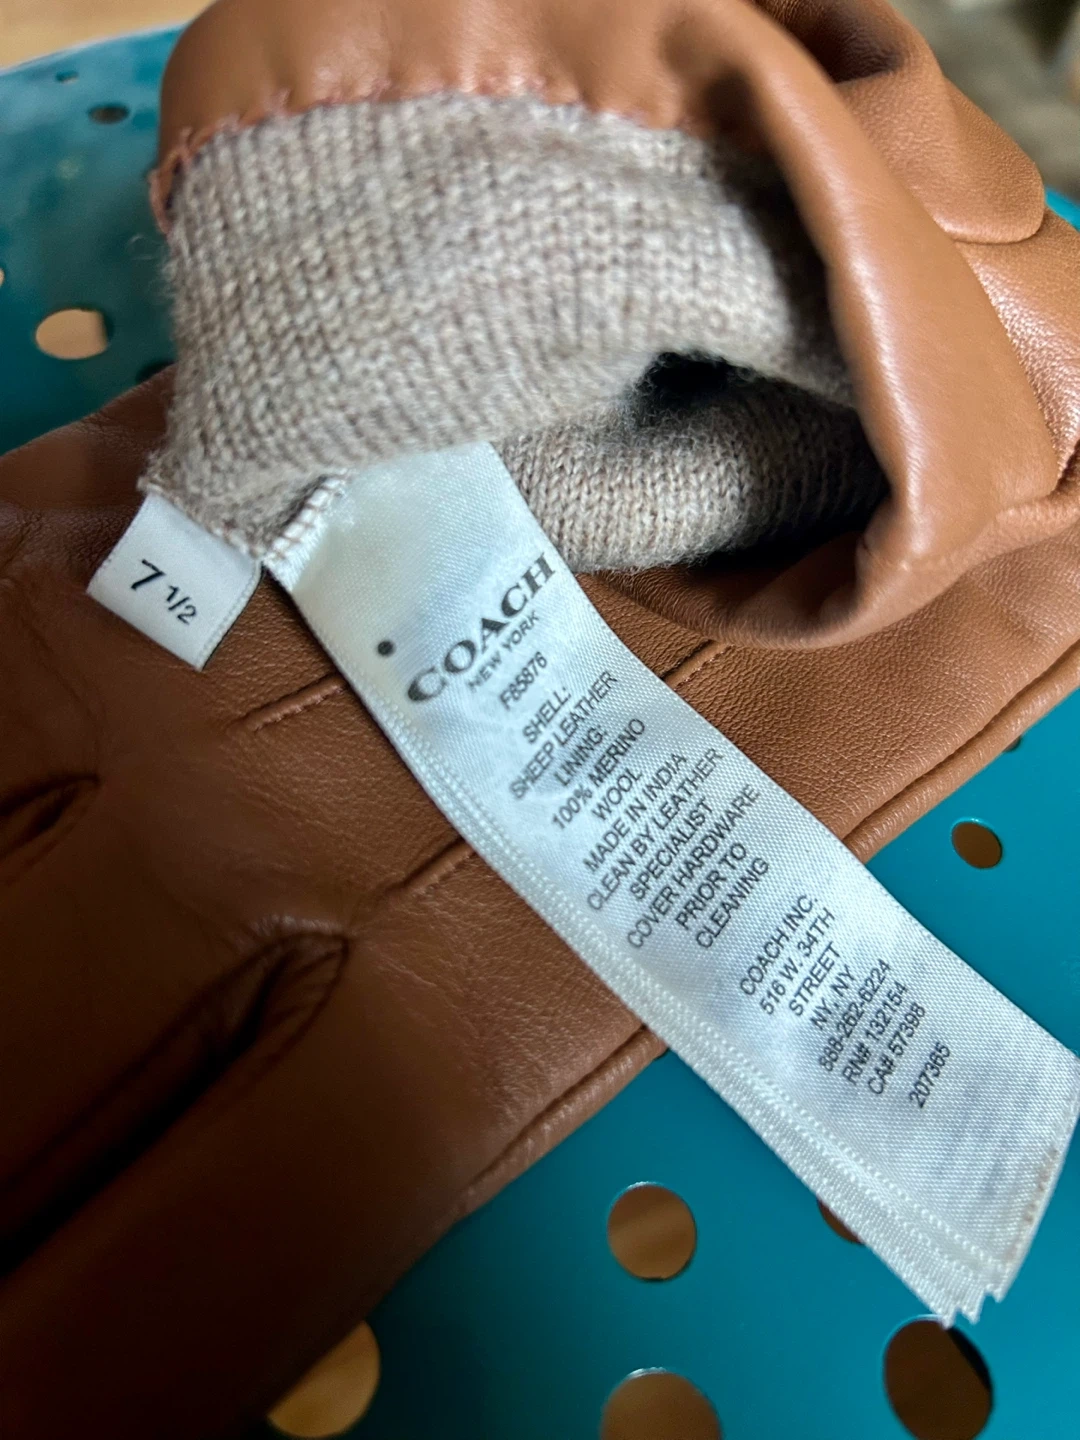 7 1/2
COACH
NEW YORK
F85876
SHELL:
SHEEP LEATHER
LINING:
100% MERINO
WOOL
MADE IN INDIA
CLEAN BY LEATHER
SPECIALIST
COVER HARDWARE
PRIOR TO
CLEANING
COACH.INC.
516 W. 34TH
STREET
NY, NY
888-262-6224
RN# 132154
CA# 57398
207365